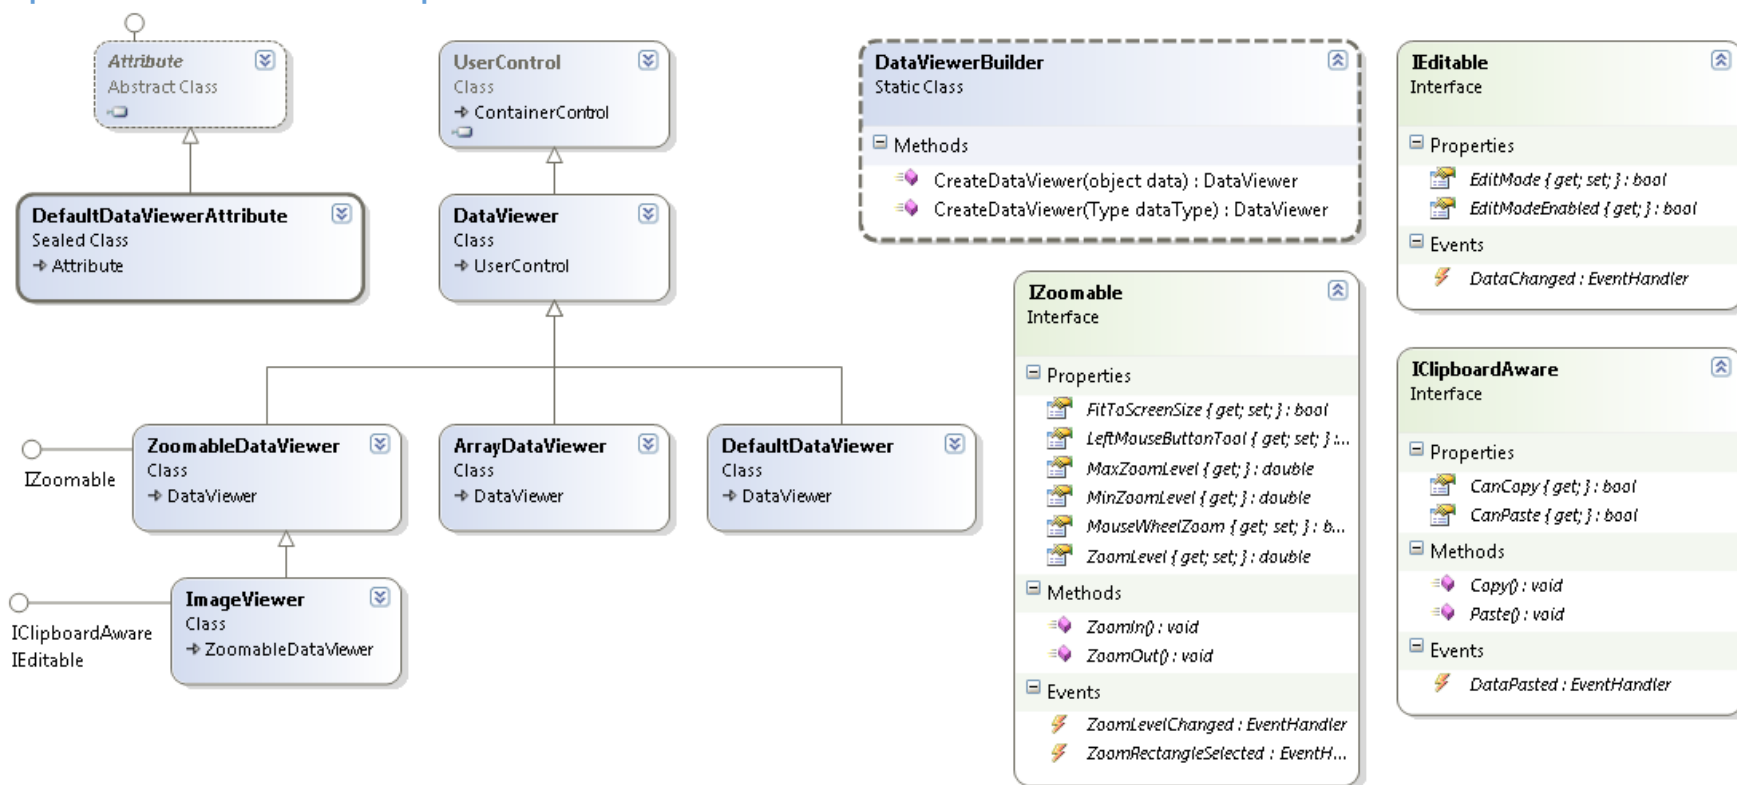 Attribute
Abstract Class
DefaultDataViewerAttribute
Sealed Class
Attribute
UserControl
Class
ContainerControl
DataViewer
Class
UserControl
IZoomable
ZoomableDataViewer
Class
DataViewer
ArrayDataViewer
Class
DataViewer
DefaultDataViewer
Class
DataViewer
IClipboardAware
IEditable
ImageViewer
Class
ZoomableDataViewer
DataViewerBuilder
Static Class
Methods
CreateDataViewer(object data) : DataViewer
CreateDataViewer(Type dataType) : DataViewer
IZoomable
Interface
Properties
FitToScreenSize { get; set; } : bool
LeftMouseButtonTool { get; set; } :...
MaxZoomLevel { get; } : double
MinZoomLevel { get; } : double
MouseWheelZoom { get; set; } : b...
ZoomLevel { get; set; } : double
Methods
ZoomIn() : void
ZoomOut() : void
Events
ZoomLevelChanged : EventHandler
ZoomRectangleSelected : EventH...
IEditable
Interface
Properties
EditMode { get; set; } : bool
EditModeEnabled { get; } : bool
Events
DataChanged : EventHandler
IClipboardAware
Interface
Properties
CanCopy { get; } : bool
CanPaste { get; } : bool
Methods
Copy() : void
Paste() : void
Events
DataPasted : EventHandler